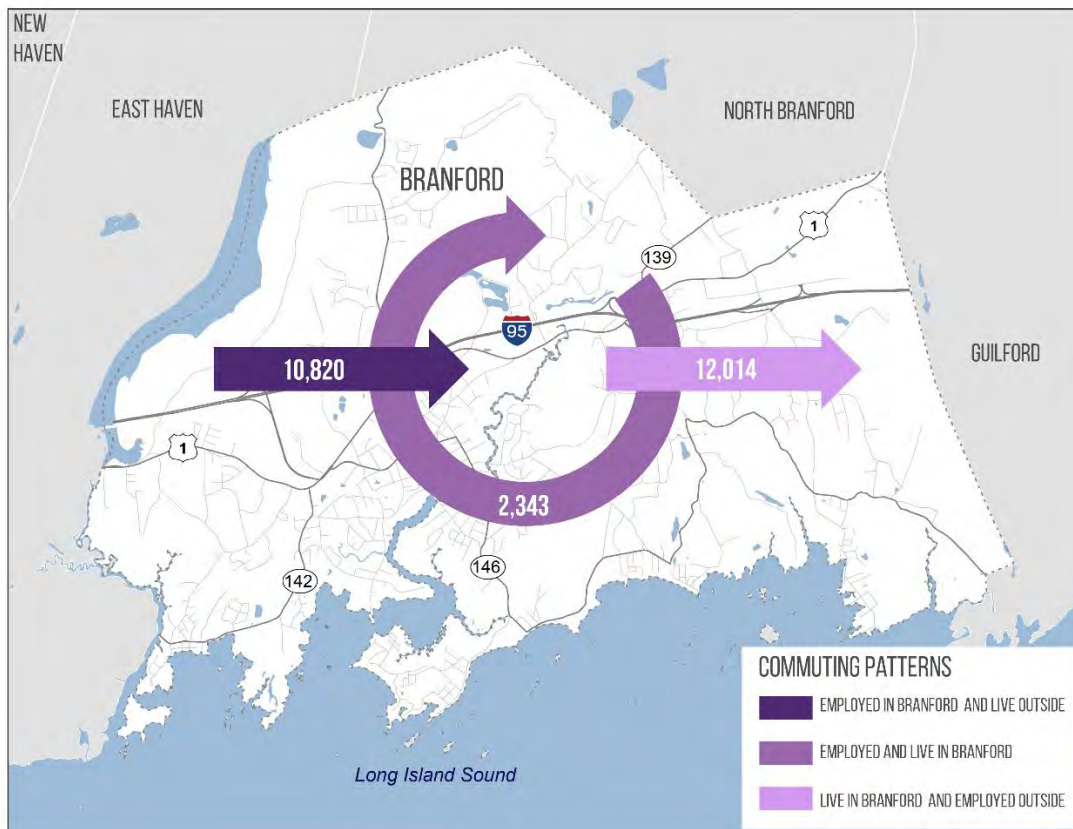 NEW
HAVEN
EAST HAVEN
NORTH BRANFORD
BRANFORD
1
139
95
GUILFORD
10,820
12,014
1
2,343
146
142
COMMUTING PATTERNS
EMPLOYED IN BRANFORD AND LIVE OUTSIDE
EMPLOYED AND LIVE IN BRANFORD
LIVE IN BRANFORD AND EMPLOYED OUTSIDE
Long Island Sound